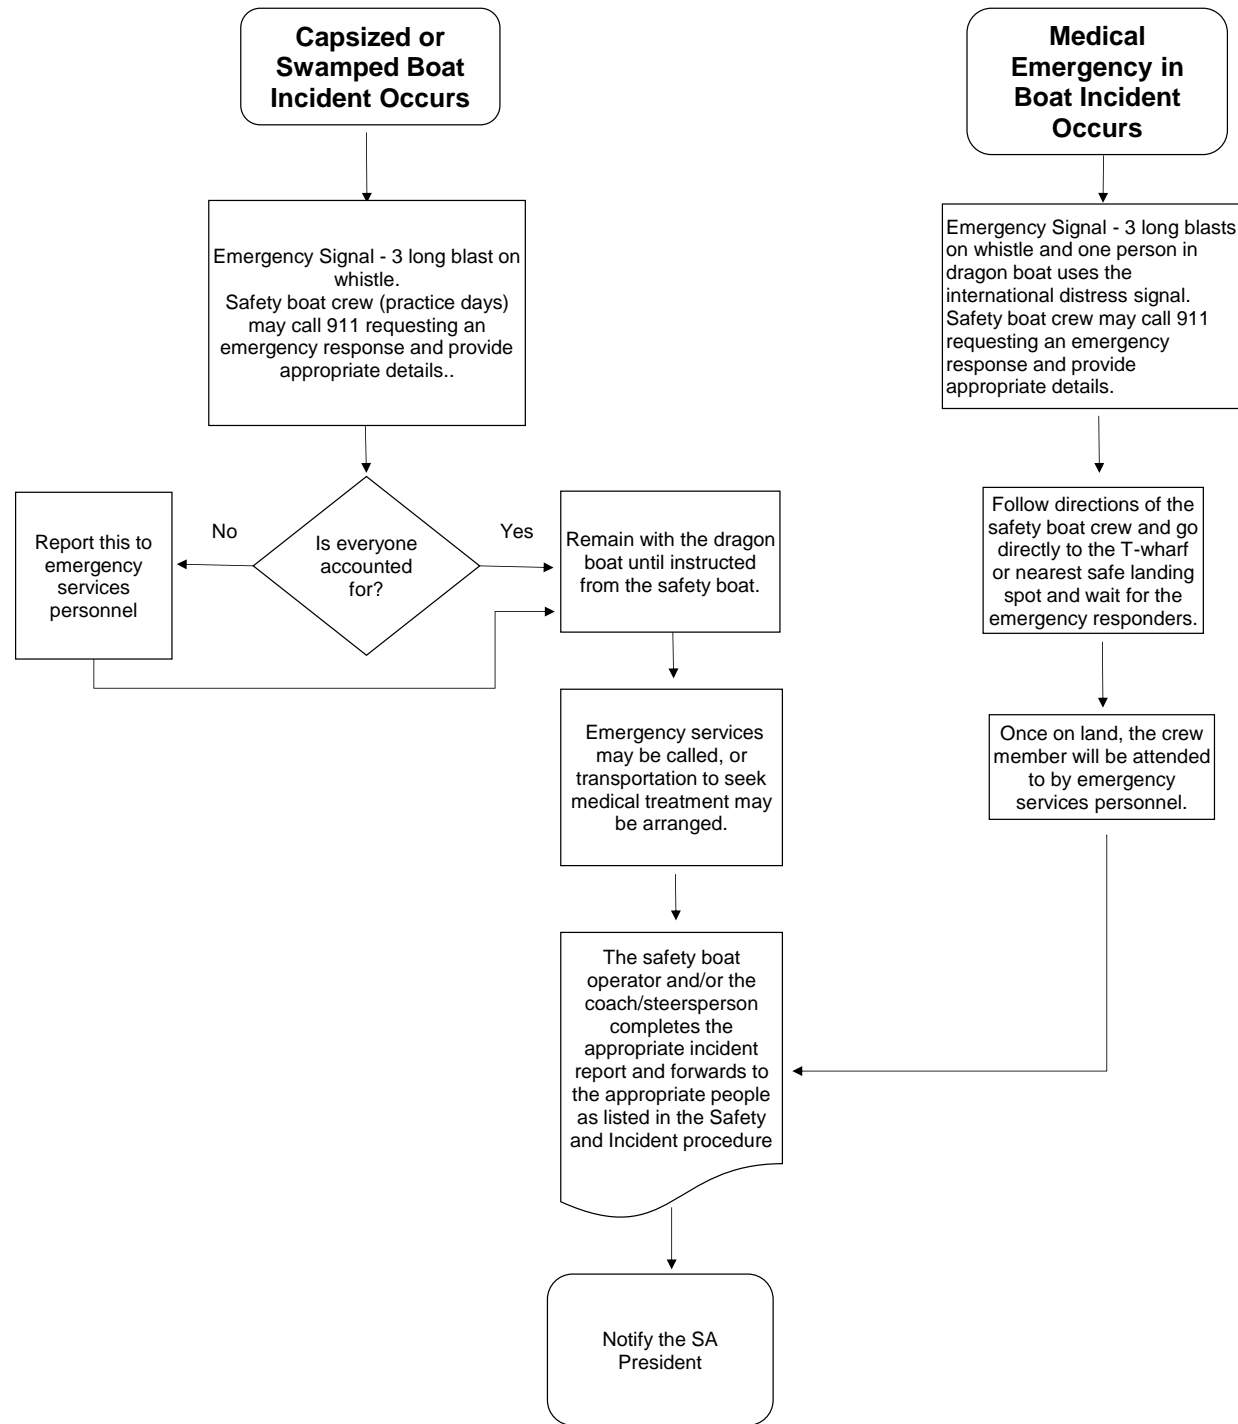 Capsized or
Swamped Boat
Incident Occurs
Emergency Signal - 3 long blast on
whistle.
Safety boat crew (practice days)
may call 911 requesting an
emergency response and provide
appropriate details..
Is everyone
accounted
for?
No
Yes
Report this to
emergency
services
personnel
Remain with the dragon
boat until instructed
from the safety boat.
Emergency services
may be called, or
transportation to seek
medical treatment may
be arranged.
Medical
Emergency in
Boat Incident
Occurs
Emergency Signal - 3 long blasts
on whistle and one person in
dragon boat uses the
international distress signal.
Safety boat crew may call 911
requesting an emergency
response and provide
appropriate details.
Follow directions of the
safety boat crew and go
directly to the T-wharf
or nearest safe landing
spot and wait for the
emergency responders.
Once on land, the crew
member will be attended
to by emergency
services personnel.
The safety boat
operator and/or the
coach/steersperson
completes the
appropriate incident
report and forwards to
the appropriate people
as listed in the Safety
and Incident procedure
Notify the SA
President